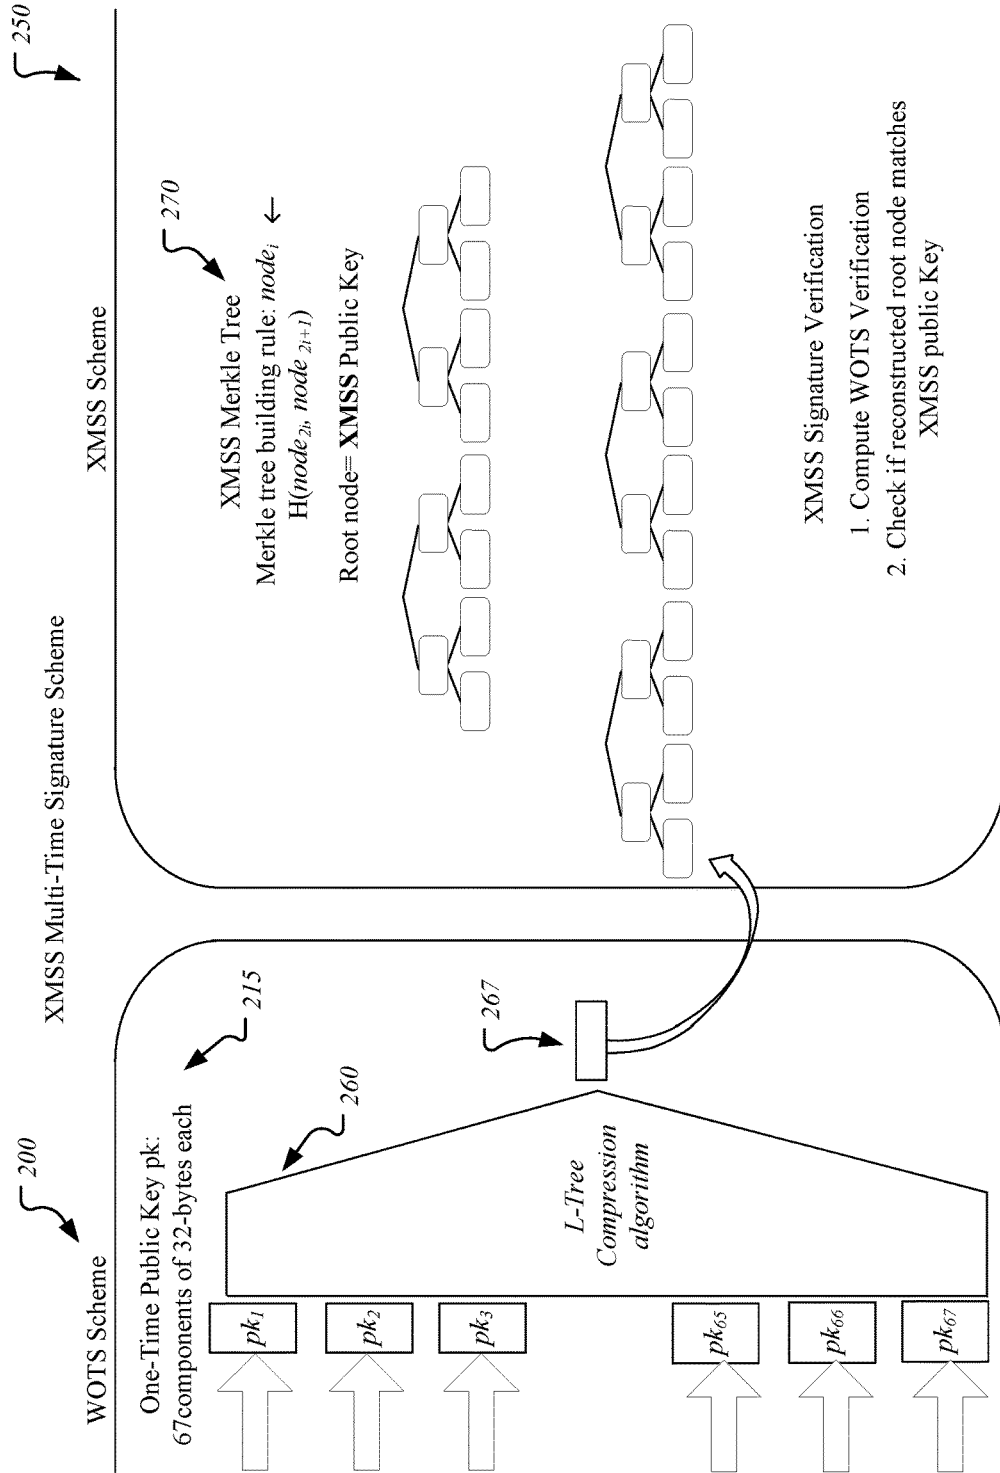 XMSS Multi-Time Signature Scheme
WOTS Scheme
200
One-Time Public Key pk:
67components of 32-bytes each
215
260
pk1
pk2
pk3
pk65
pk66
pk67
L-Tree
Compression
algorithm
267
XMSS Scheme
250
XMSS Merkle Tree
270
Merkle tree building rule: nodei ←
H(node2i, node 2i+1)
Root node= XMSS Public Key
XMSS Signature Verification
1. Compute WOTS Verification
2. Check if reconstructed root node matches
XMSS public Key